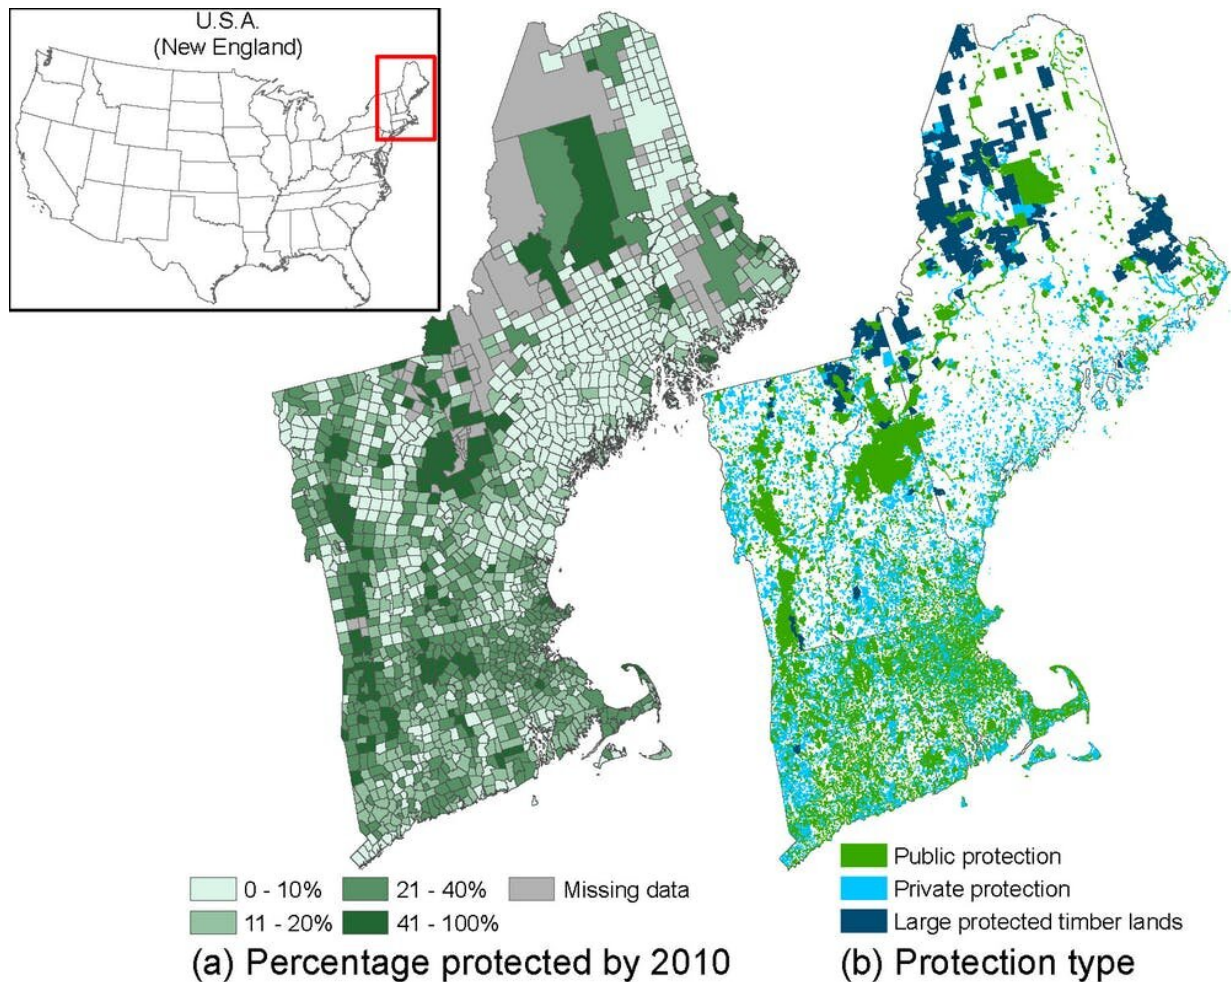 U.S.A.
(New England)
0 - 10%
21 - 40%
Missing data
11 - 20%
41 - 100%
(a) Percentage protected by 2010
Public protection
Private protection
Large protected timber lands
(b) Protection type